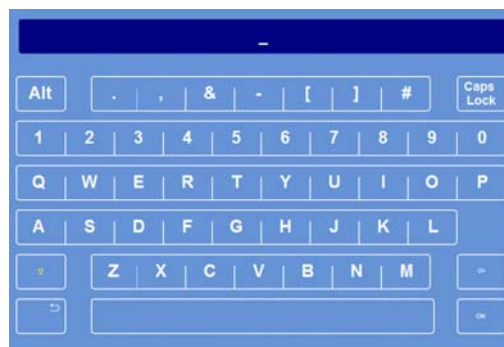 _
Alt . , & - [ ] # Caps Lock
1 2 3 4 5 6 7 8 9 0
Q W E R T Y U I O P
A S D F G H J K L
Z X C V B N M
OK